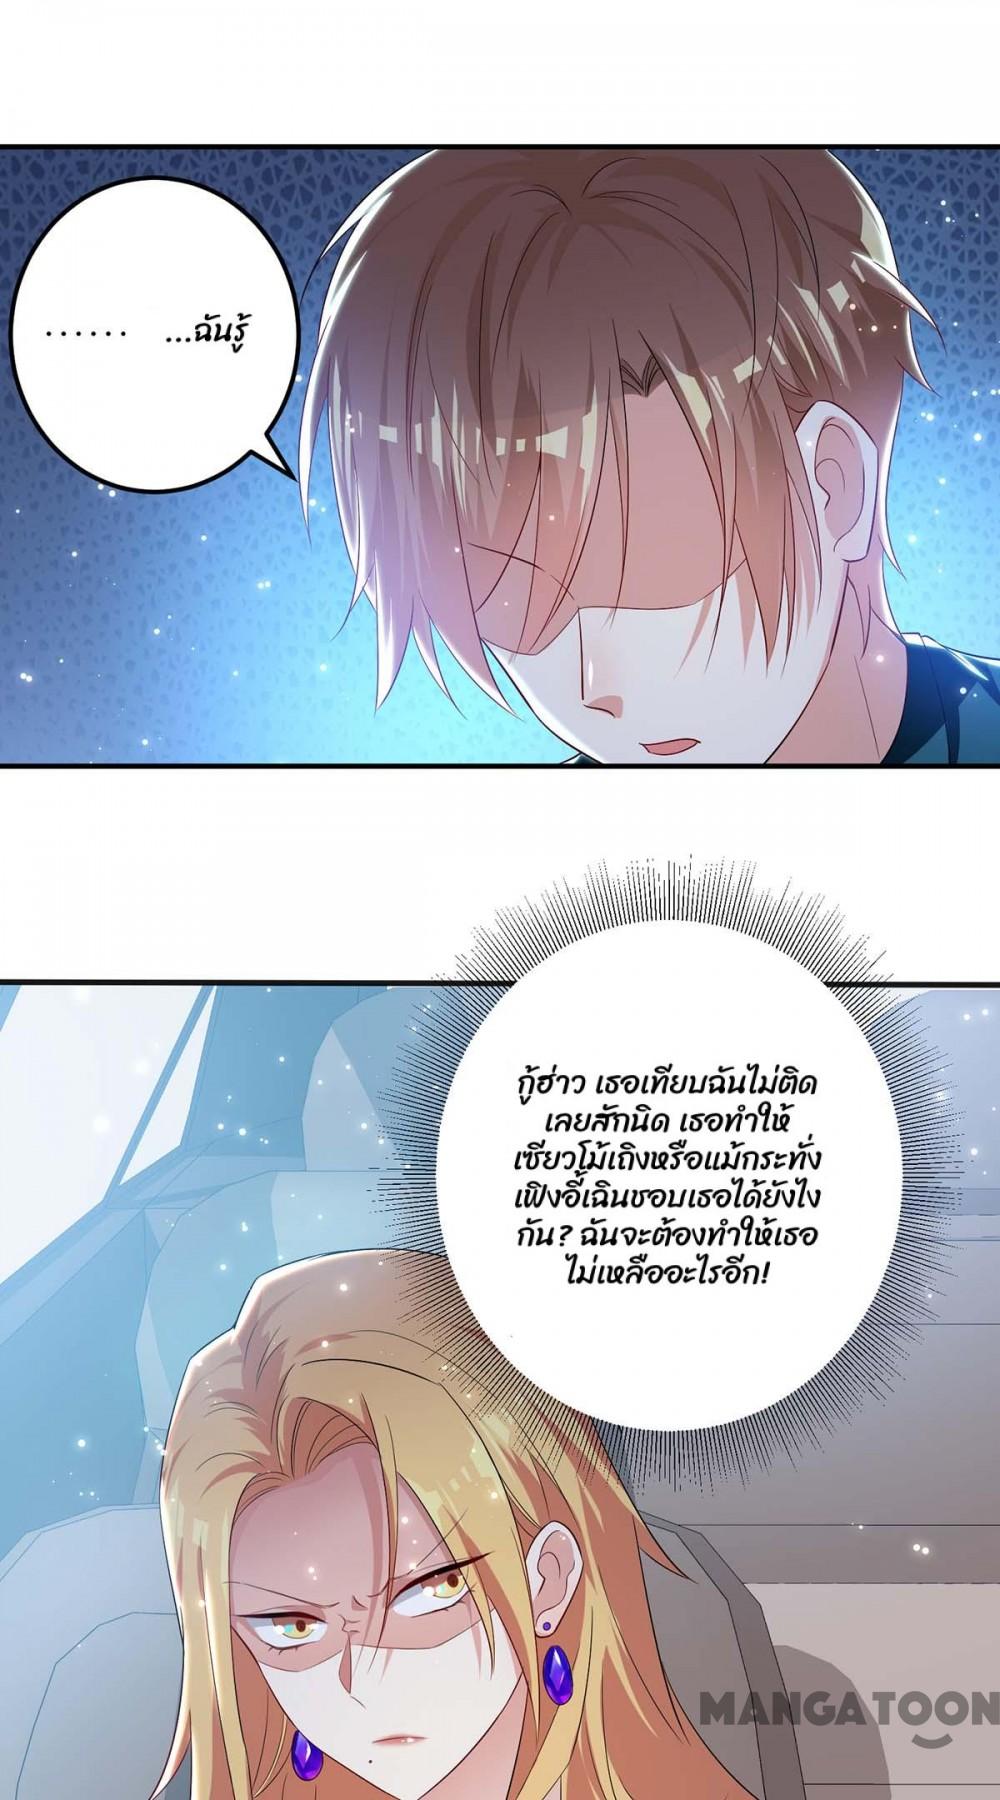 ...... ...ฉันรู้
กู้ฮ่าว เธอเทียบฉันไม่ติด
เลยสักนิด เธอทำให้
เซียวโม้เถิงหรือแม้กระทั่ง
เฟิงอี้เฉินชอบเธอได้ยังไง
กัน? ฉันจะต้องทำให้เธอ
ไม่เหลืออะไรอีก!
MANGATOON